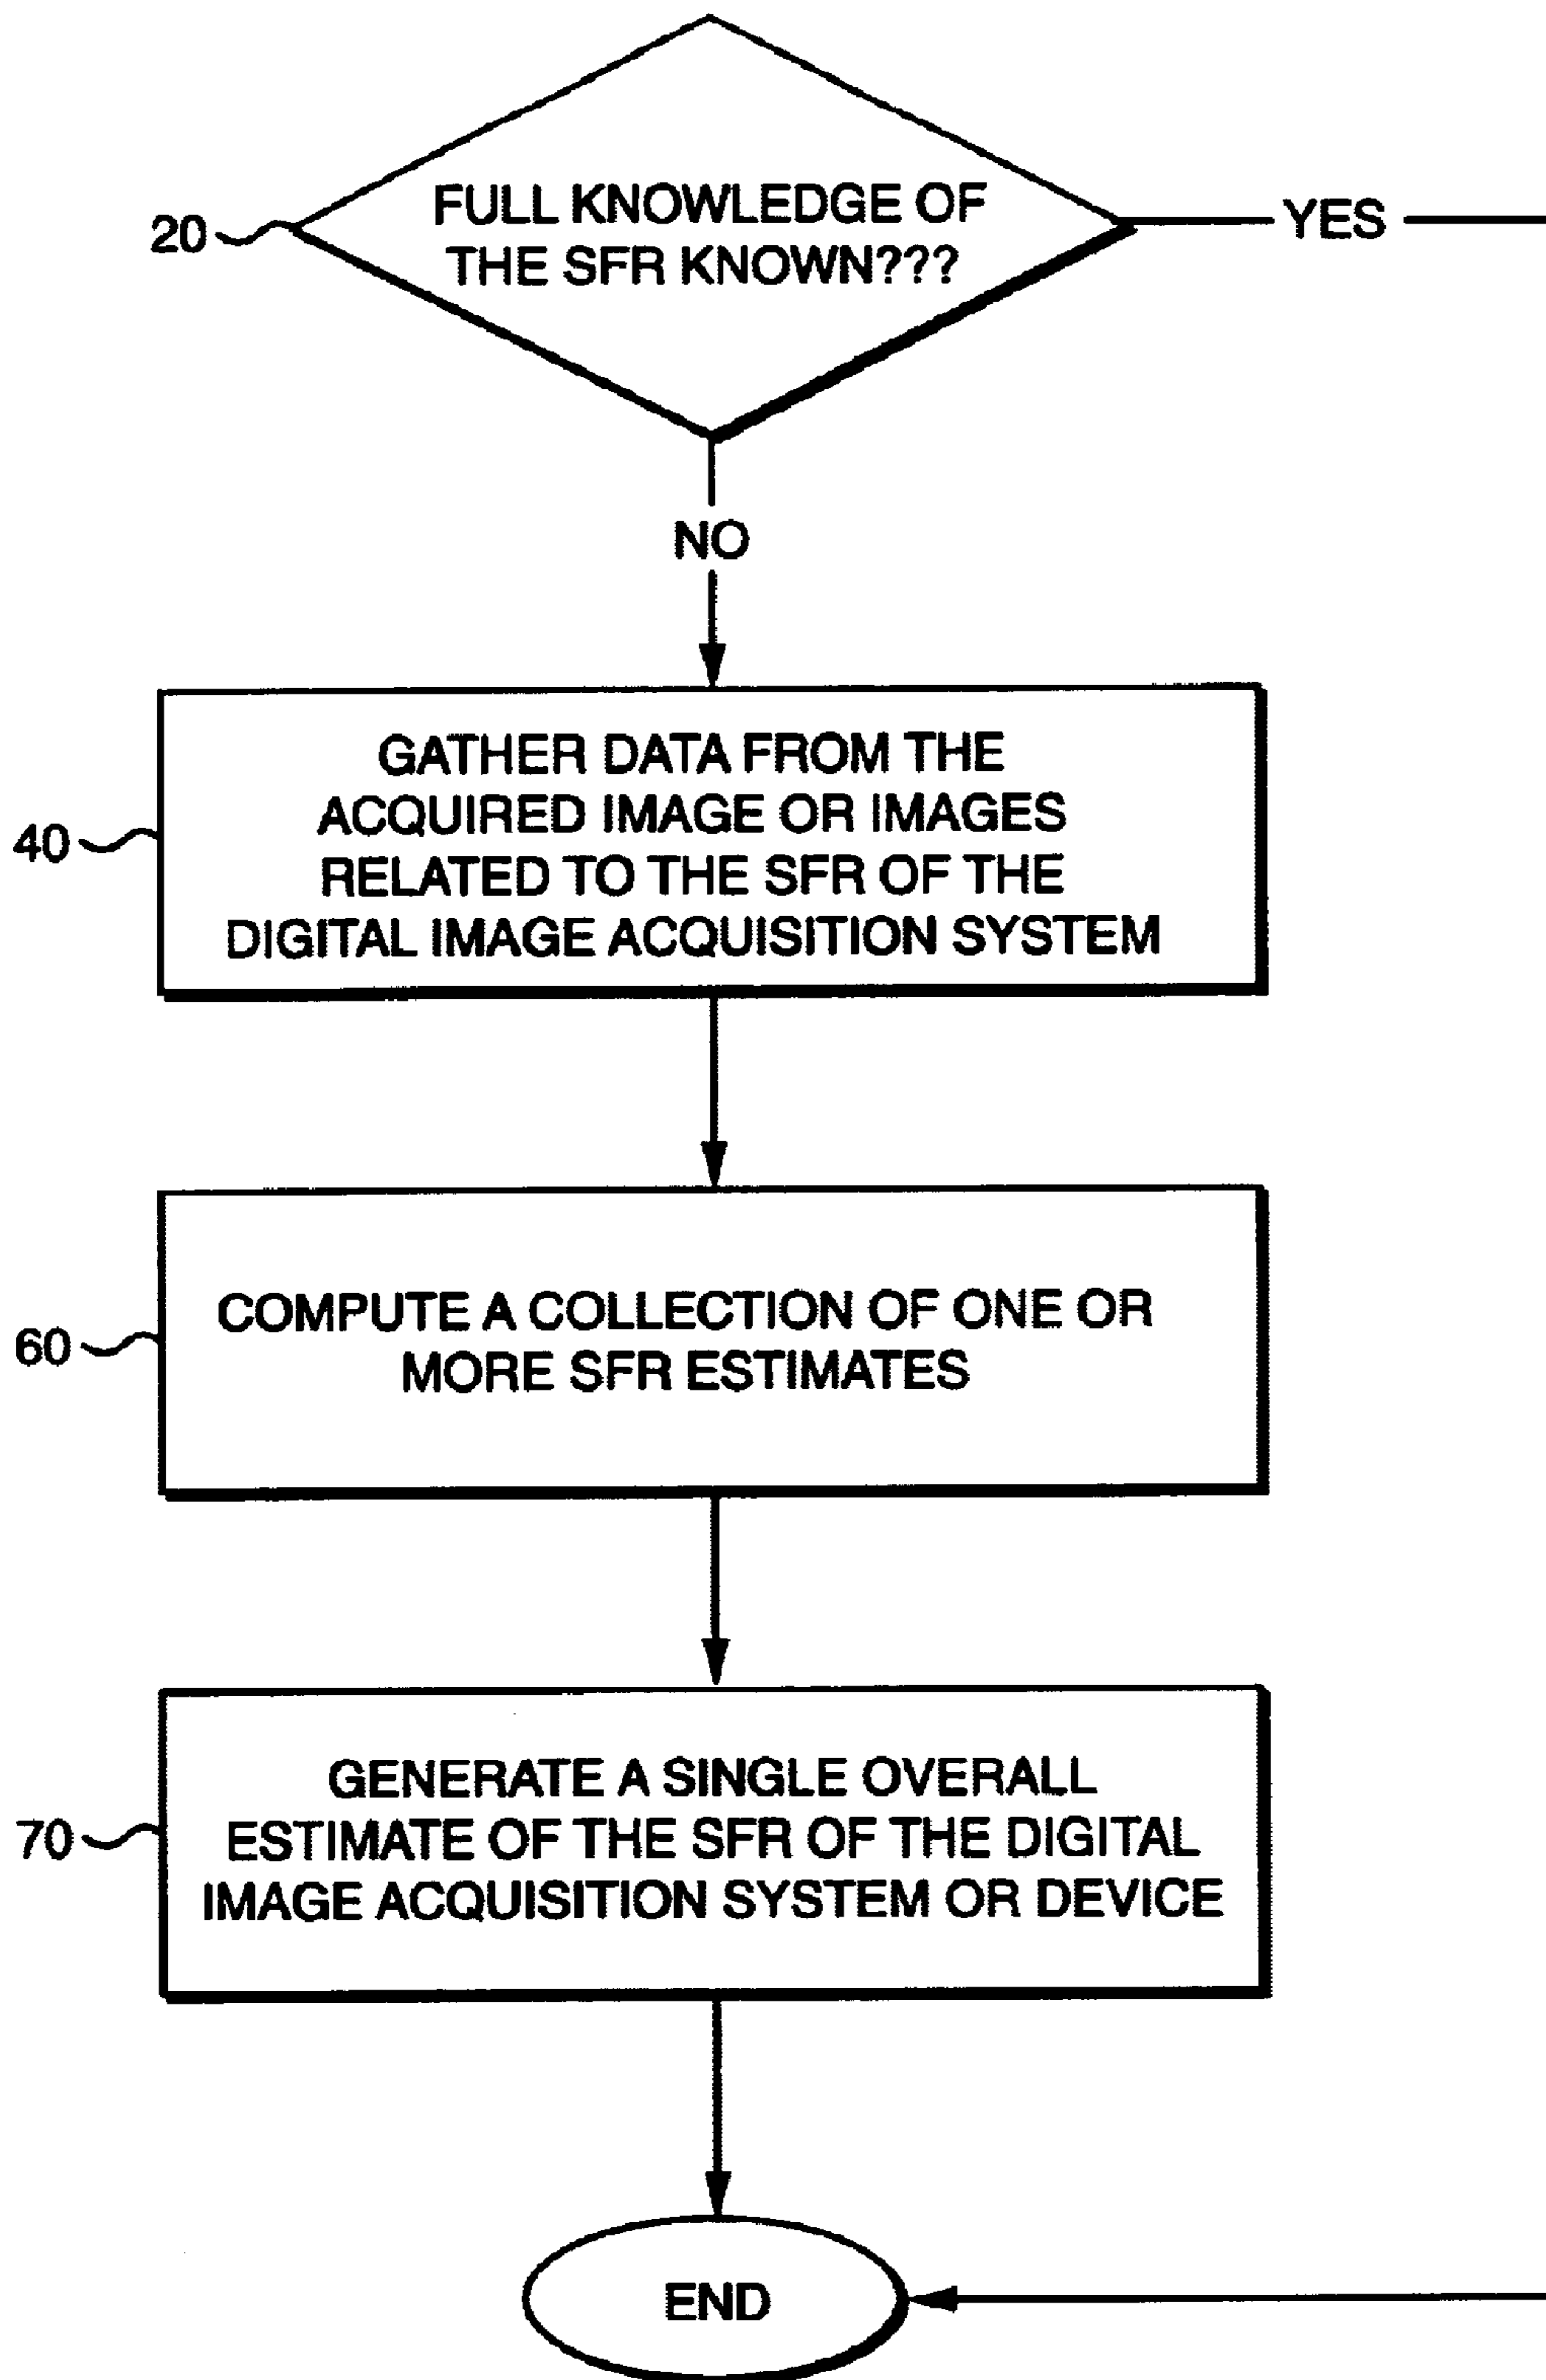 FULL KNOWLEDGE OF
THE SFR KNOWN???
20
YES
NO
GATHER DATA FROM THE
ACQUIRED IMAGE OR IMAGES
RELATED TO THE SFR OF THE
DIGITAL IMAGE ACQUISITION SYSTEM
40
COMPUTE A COLLECTION OF ONE OR
MORE SFR ESTIMATES
60
GENERATE A SINGLE OVERALL
ESTIMATE OF THE SFR OF THE DIGITAL
IMAGE ACQUISITION SYSTEM OR DEVICE
70
END